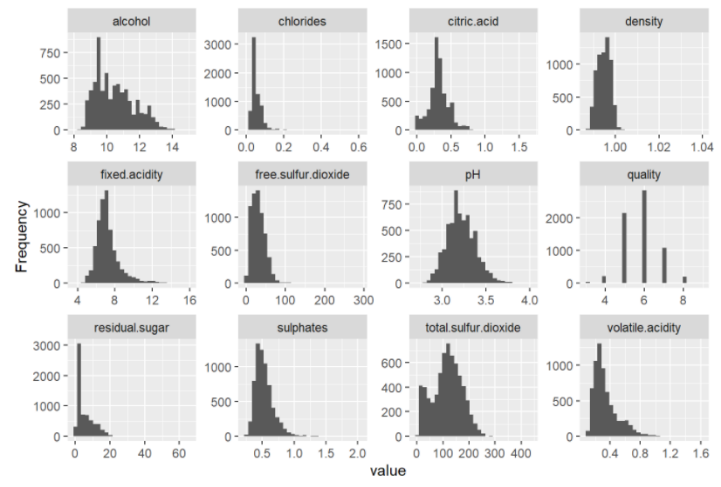 alcohol chlorides citric.acid density
900
750
500
250
0
3000
2000
1000
0
1500
1000
500
0
1000
500
0
8 10 12 14
0.0 0.2 0.4 0.6
0.0 0.5 1.0 1.5
1.00 1.02 1.04
fixed.acidity free.sulfur.dioxide pH quality
1000
500
0
1000
500
0
750
500
250
0
2000
1000
0
4 8 12 16
0 100 200 300
3.0 3.5 4.0
4 6 8
residual.sugar sulphates total.sulfur.dioxide volatile.acidity
3000
2000
1000
0
1000
500
0
600
400
200
0
1000
500
0
0 20 40 60
0.5 1.0 1.5 2.0
0 100 200 300 400
0.4 0.8 1.2 1.6
Frequency
value